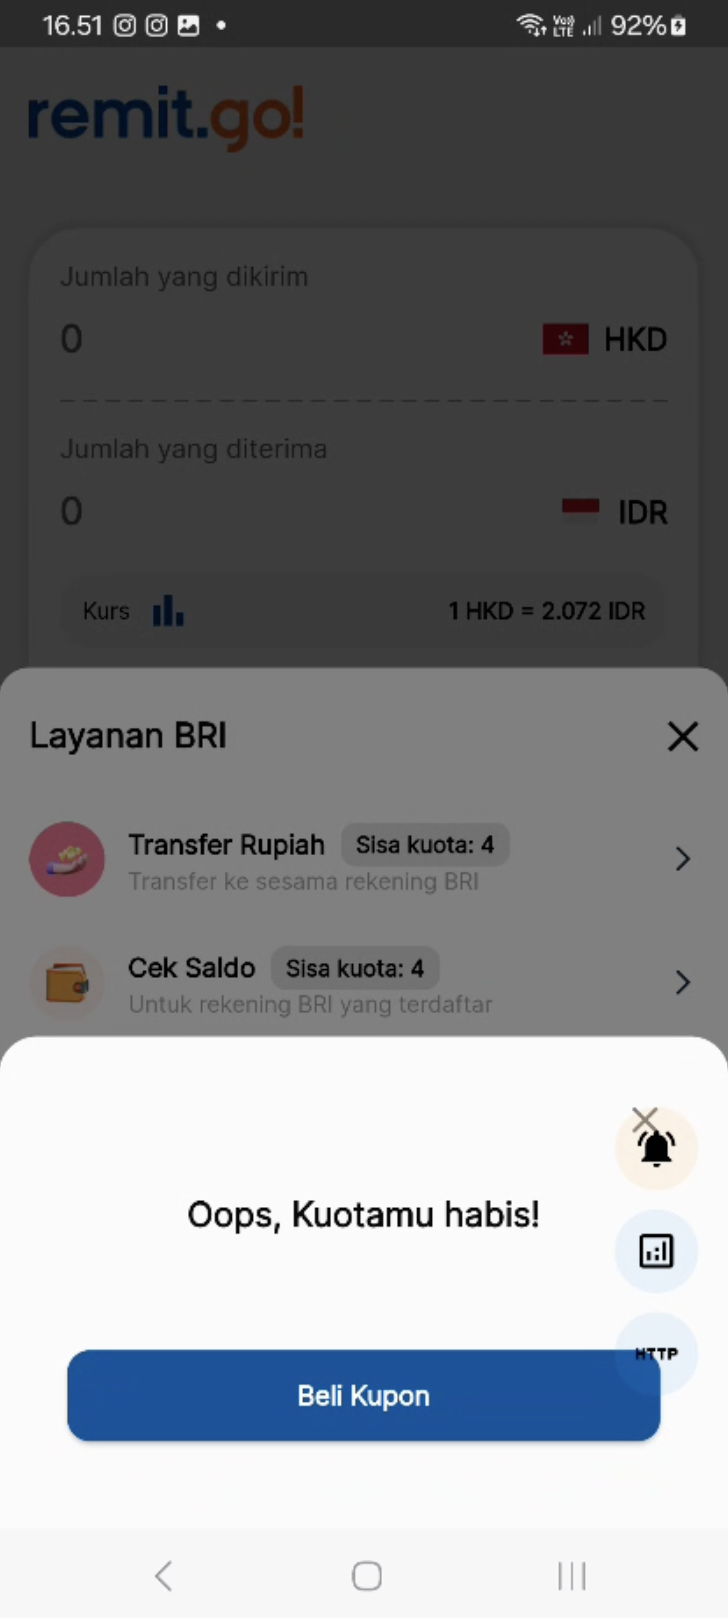 16.51 VoD LTE 92%
remit.go!
Jumlah yang dikirim
0 HKD
Jumlah yang diterima
0 IDR
Kurs 1 HKD = 2.072 IDR
Layanan BRI
Transfer Rupiah Sisa kuota: 4
Transfer ke sesama rekening BRI
Cek Saldo Sisa kuota: 4
Untuk rekening BRI yang terdaftar
Oops, Kuotamu habis!
HTTP
Beli Kupon